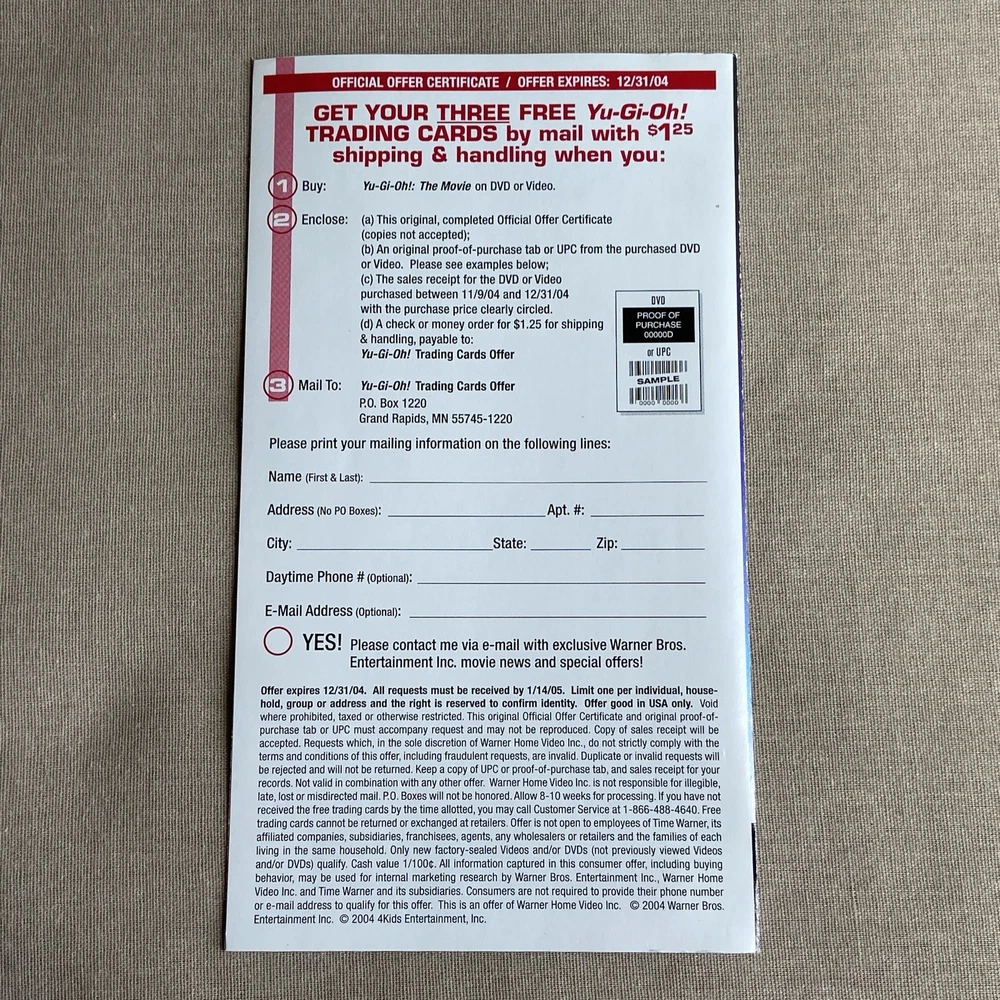 OFFICIAL OFFER CERTIFICATE / OFFER EXPIRES: 12/31/04
GET YOUR THREE FREE Yu-Gi-Oh!
TRADING CARDS by mail with $125
shipping & handling when you:
1 Buy: Yu-Gi-Oh!: The Movie on DVD or Video.
2 Enclose: (a) This original, completed Official Offer Certificate
(copies not accepted);
(b) An original proof-of-purchase tab or UPC from the purchased DVD
or Video. Please see examples below;
(c) The sales receipt for the DVD or Video
purchased between 11/9/04 and 12/31/04
with the purchase price clearly circled.
(d) A check or money order for $1.25 for shipping
& handling, payable to:
Yu-Gi-Oh! Trading Cards Offer
DVD
PROOF OF
PURCHASE
00000D
or UPC
SAMPLE
0000 0000
3 Mail To: Yu-Gi-Oh! Trading Cards Offer
P.O. Box 1220
Grand Rapids, MN 55745-1220
Please print your mailing information on the following lines:
Name (First & Last):
Address (No PO Boxes): Apt. #:
City: State: Zip:
Daytime Phone # (Optional):
E-Mail Address (Optional):
YES! Please contact me via e-mail with exclusive Warner Bros.
Entertainment Inc. movie news and special offers!
Offer expires 12/31/04. All requests must be received by 1/14/05. Limit one per individual, house-
hold, group or address and the right is reserved to confirm identity. Offer good in USA only. Void
where prohibited, taxed or otherwise restricted. This original Official Offer Certificate and original proof-of-
purchase tab or UPC must accompany request and may not be reproduced. Copy of sales receipt will be
accepted. Requests which, in the sole discretion of Warner Home Video Inc., do not strictly comply with the
terms and conditions of this offer, including fraudulent requests, are invalid. Duplicate or invalid requests will
be rejected and will not be returned. Keep a copy of UPC or proof-of-purchase tab, and sales receipt for your
records. Not valid in combination with any other offer. Warner Home Video Inc. is not responsible for illegible,
late, lost or misdirected mail. P.O. Boxes will not be honored. Allow 8-10 weeks for processing. If you have not
received the free trading cards by the time allotted, you may call Customer Service at 1-866-488-4640. Free
trading cards cannot be returned or exchanged at retailers. Offer is not open to employees of Time Warner, its
affiliated companies, subsidiaries, franchisees, agents, any wholesalers or retailers and the families of each
living in the same household. Only new factory-sealed Videos and/or DVDs (not previously viewed Videos
and/or DVDs) qualify. Cash value 1/100¢. All information captured in this consumer offer, including buying
behavior, may be used for internal marketing research by Warner Bros. Entertainment Inc., Warner Home
Video Inc. and Time Warner and its subsidiaries. Consumers are not required to provide their phone number
or e-mail address to qualify for this offer. This is an offer of Warner Home Video Inc. © 2004 Warner Bros.
Entertainment Inc. © 2004 4Kids Entertainment, Inc.